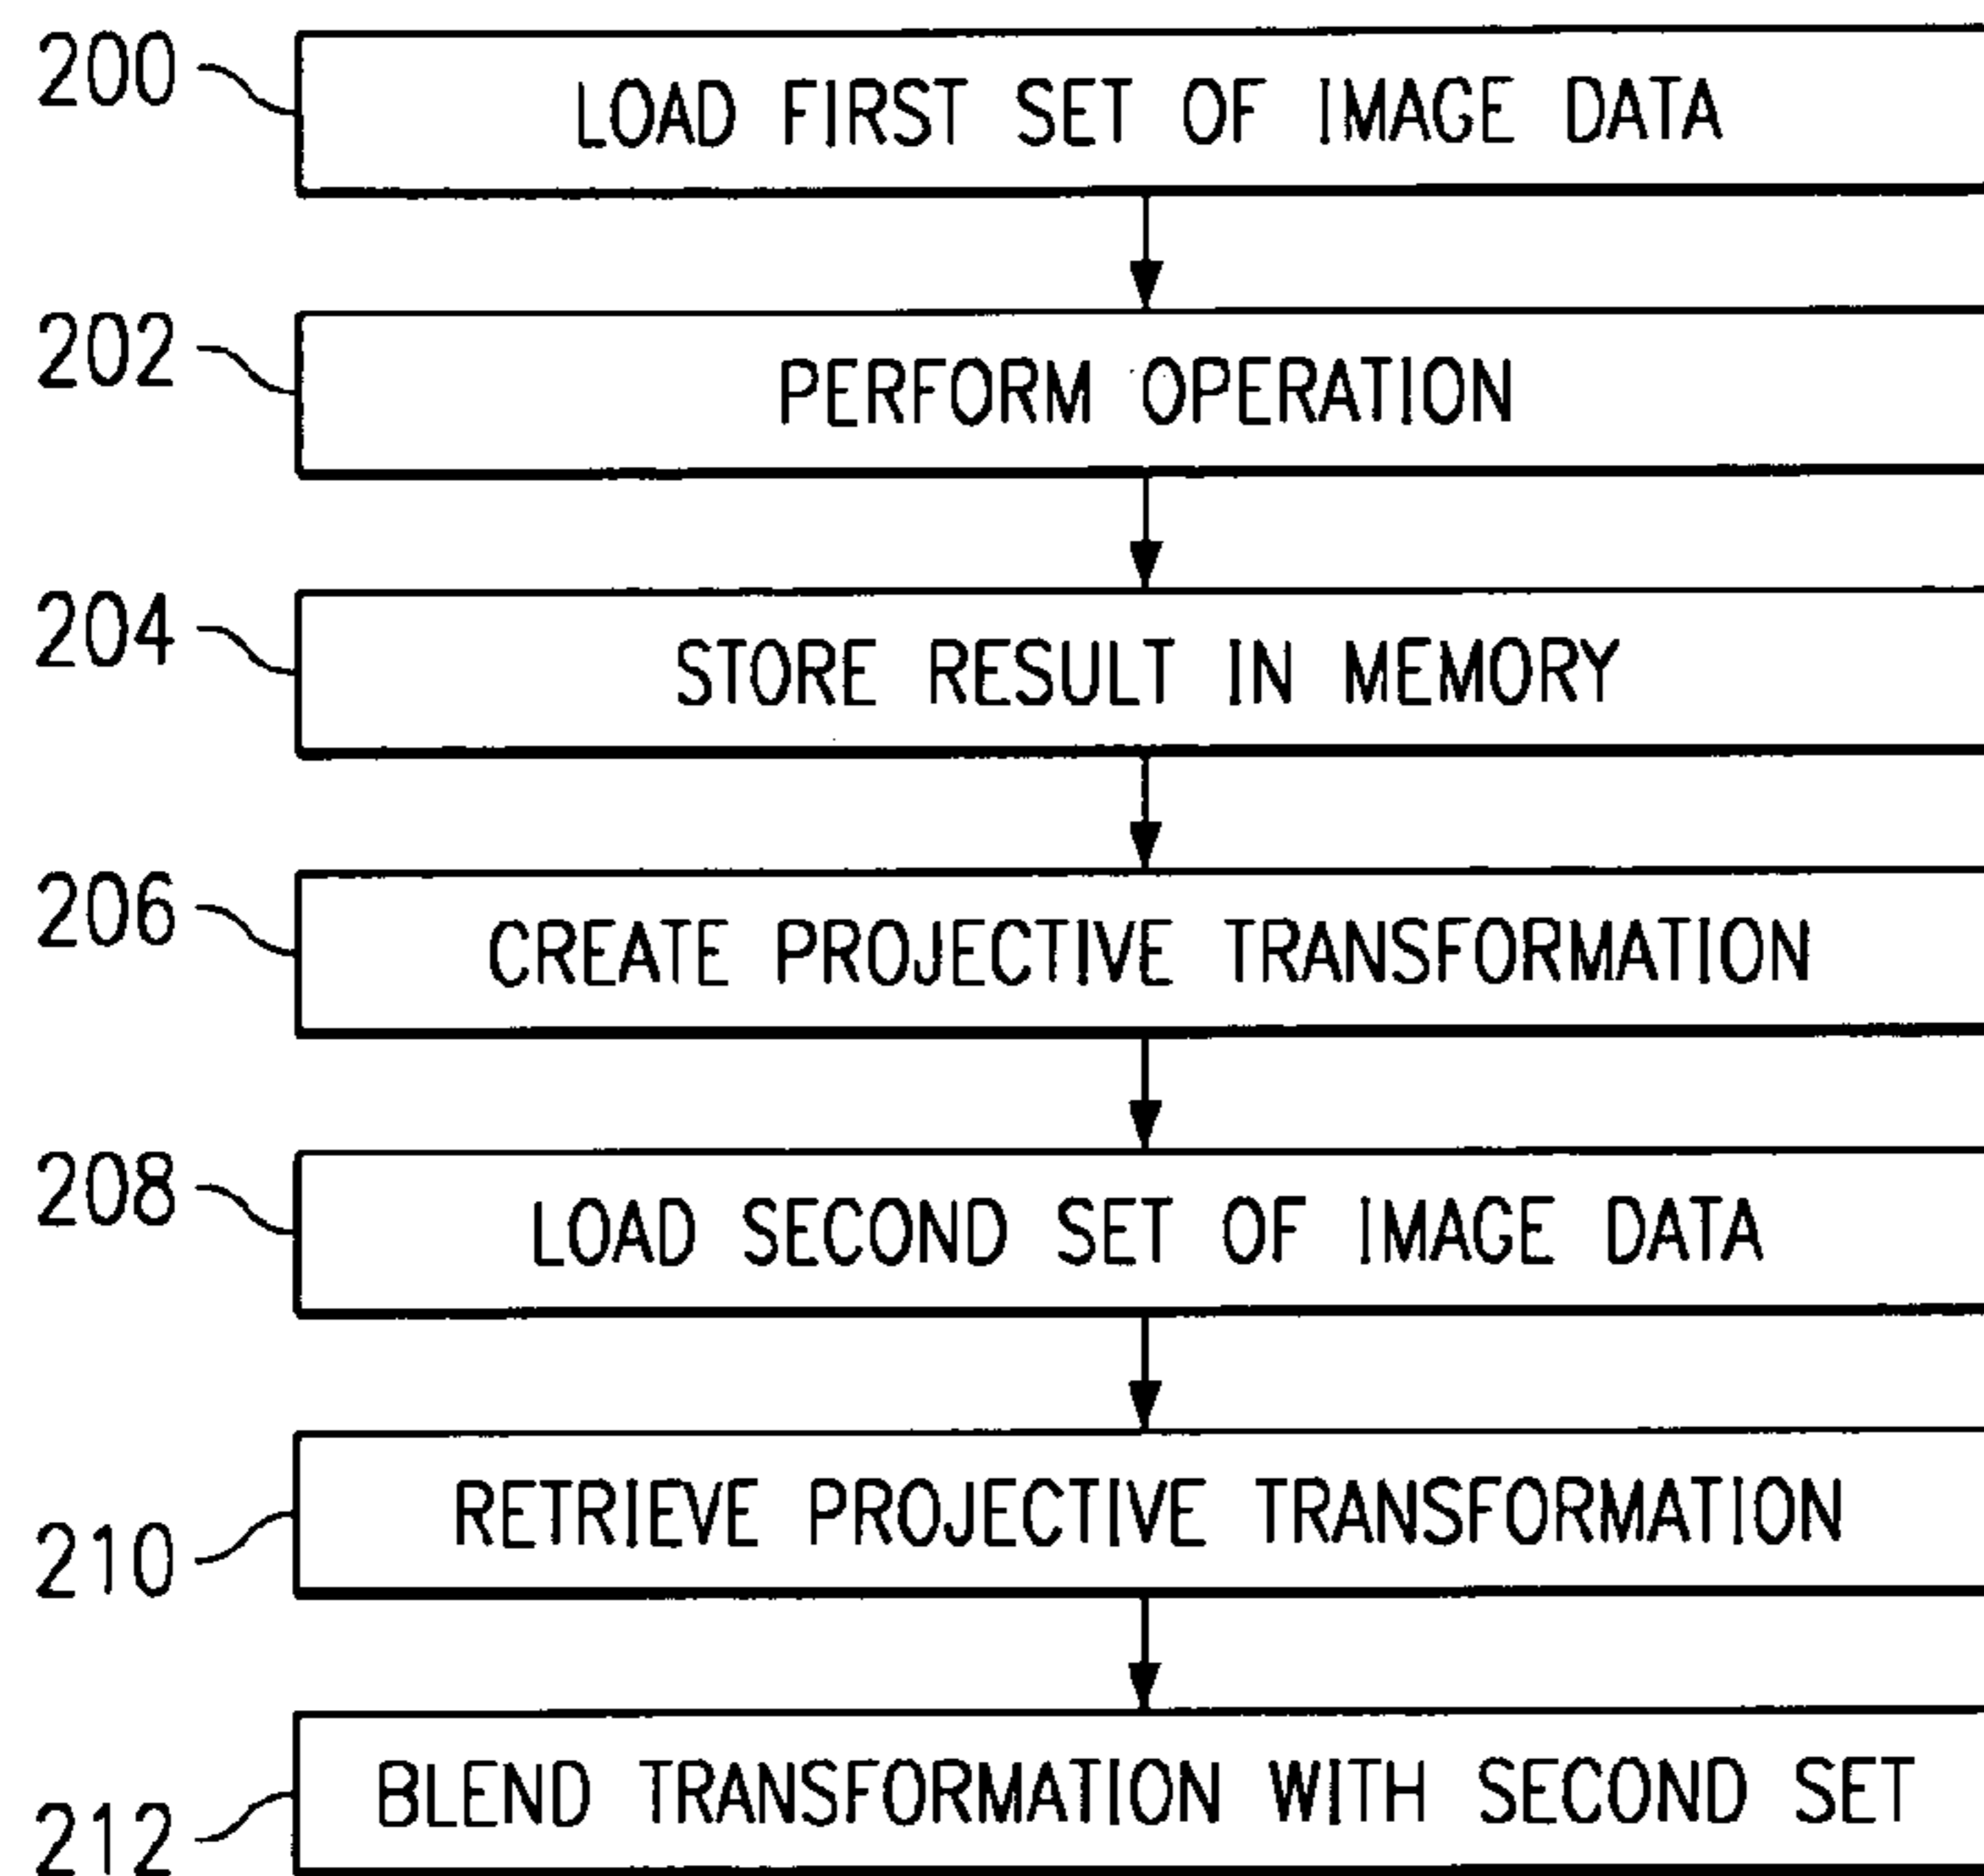 200 LOAD FIRST SET OF IMAGE DATA
202 PERFORM OPERATION
204 STORE RESULT IN MEMORY
206 CREATE PROJECTIVE TRANSFORMATION
208 LOAD SECOND SET OF IMAGE DATA
210 RETRIEVE PROJECTIVE TRANSFORMATION
212 BLEND TRANSFORMATION WITH SECOND SET